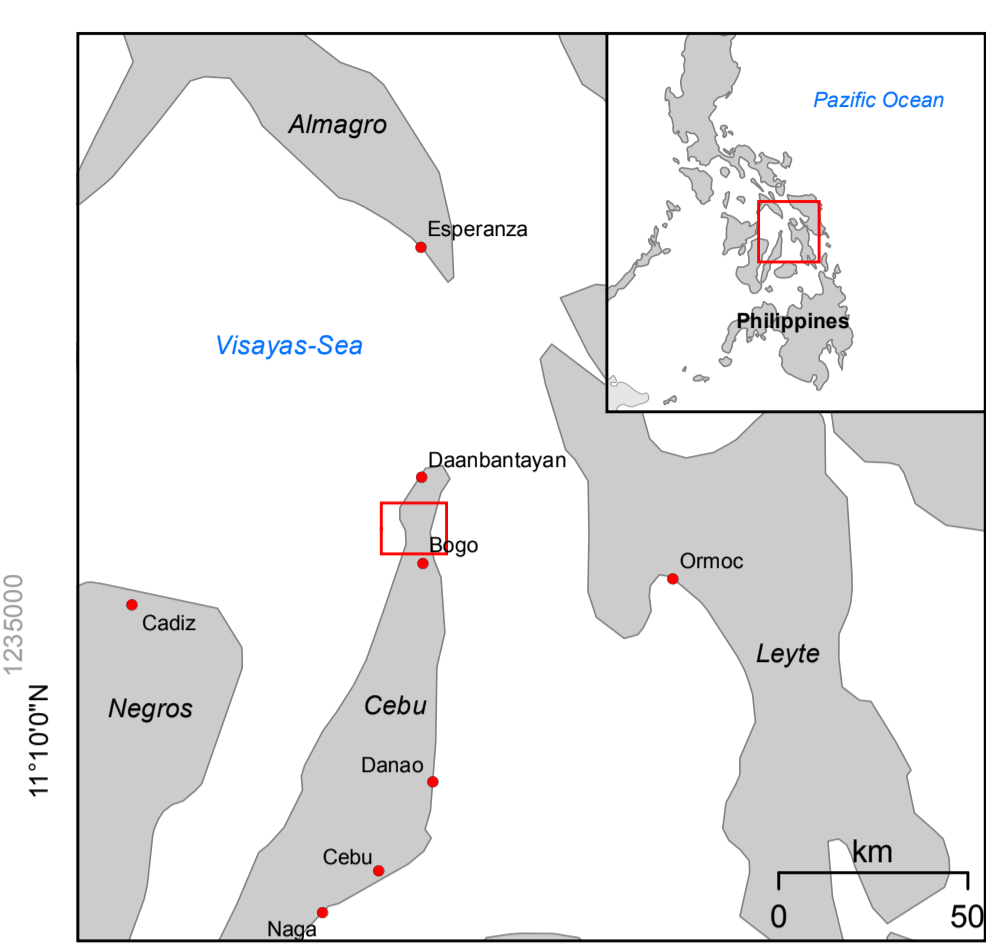 Pazific Ocean
Almagro
Esperanza
Philippines
Visayas-Sea
Daanbantayan
Bogo
Ormoc
Cadiz
Leyte
Negros
Cebu
Danao
Cebu
km
0 50
Naga
1235000
11°10'0"N